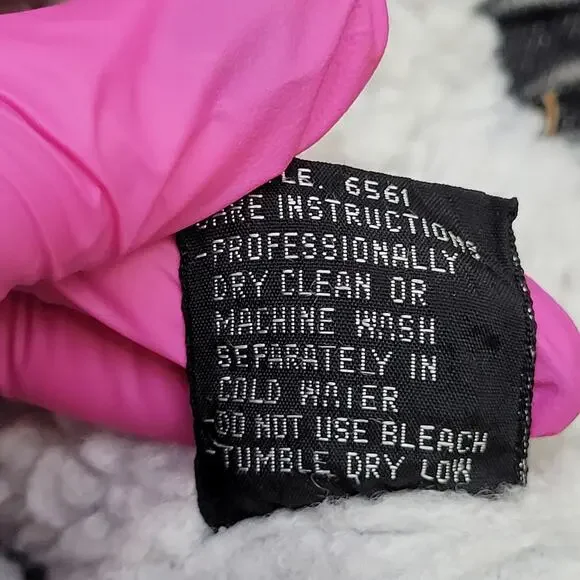 LE. 6561
CARE INSTRUCTIONS
-PROFESSIONALLY
DRY CLEAN OR
MACHINE WASH
SEPARATELY IN
COLD WATER
-DO NOT USE BLEACH
-TUMBLE DRY LOW